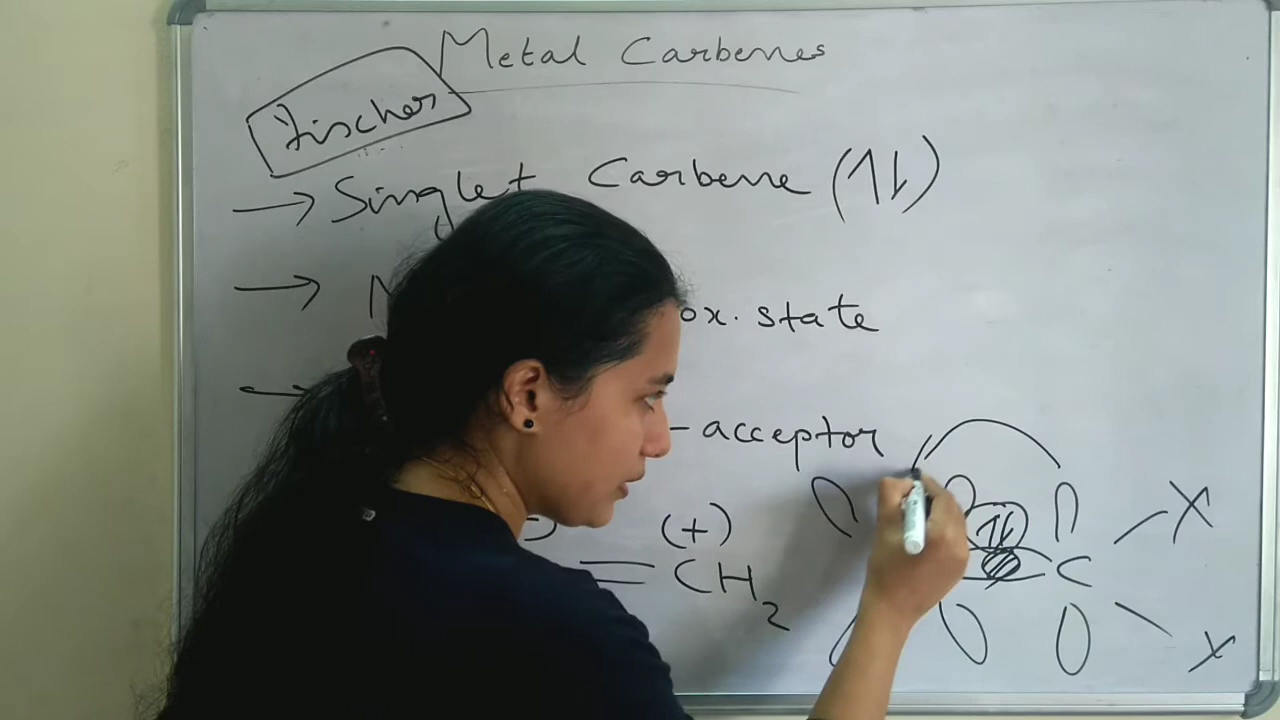 Metal Carbenes
Fischer
→ Singlet Carbene (↿⇂)
→ ox. state
-acceptor
(+)
= CH2
↿⇂
C
X
X